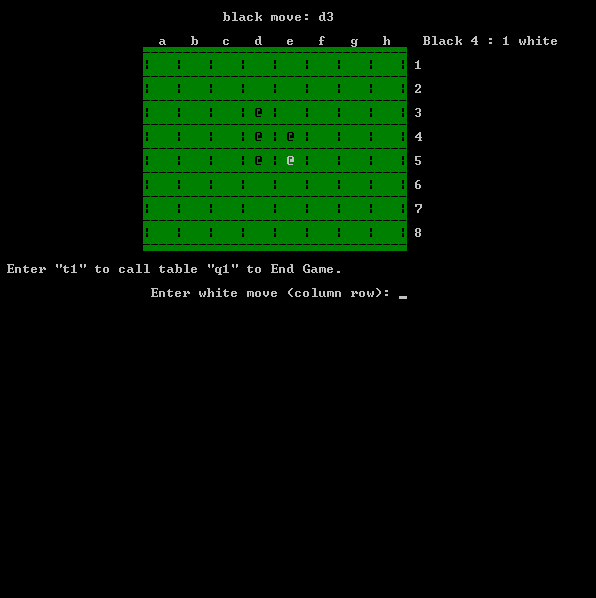 black move: d3
a b c d e f g h Black 4 : 1 white
1
2
@ 3
@ @ 4
@ @ 5
6
7
8
Enter "t1" to call table "q1" to End Game.
Enter white move (column row): _